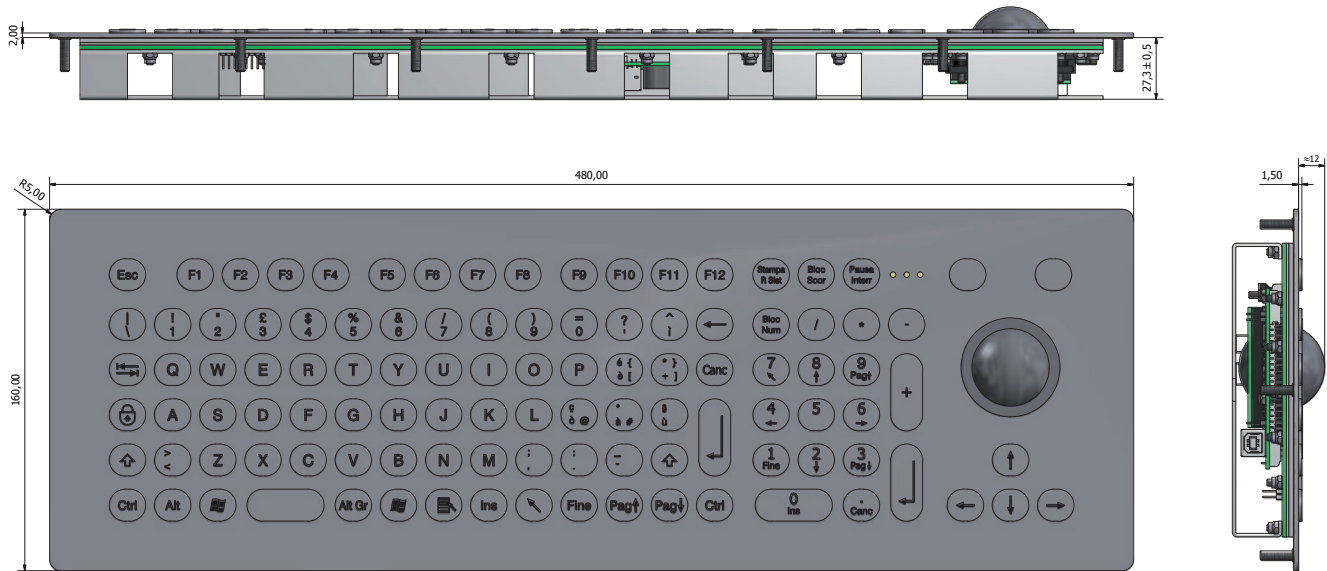 2,00
27,3 ± 0,5
480,00
R5,00
160,00
≈12
1,50
Esc F1 F2 F3 F4 F5 F6 F7 F8 F9 F10 F11 F12 Stampa Bloc Pausa
R Sist Scor Interr
| ! " £ $ % & / ( ) = ? ^ Bloc
\ 1 2 3 4 5 6 7 8 9 0 ' ì ← Num / * -
Q W E R T Y U I O P é { * } Canc 7 8 9
è [ + ] ↖ ↑ Pag↑
+
A S D F G H J K L ç ° § 4 5 6
ò @ à # ù ← →
> Z X C V B N M ; : _ 1 2 3
< , . - Fine ↓ Pag↓
↑
Ctrl Alt Alt Gr Ins ↖ Fine Pag↑ Pag↓ Ctrl 0 .
Ins Canc
← ↓ →